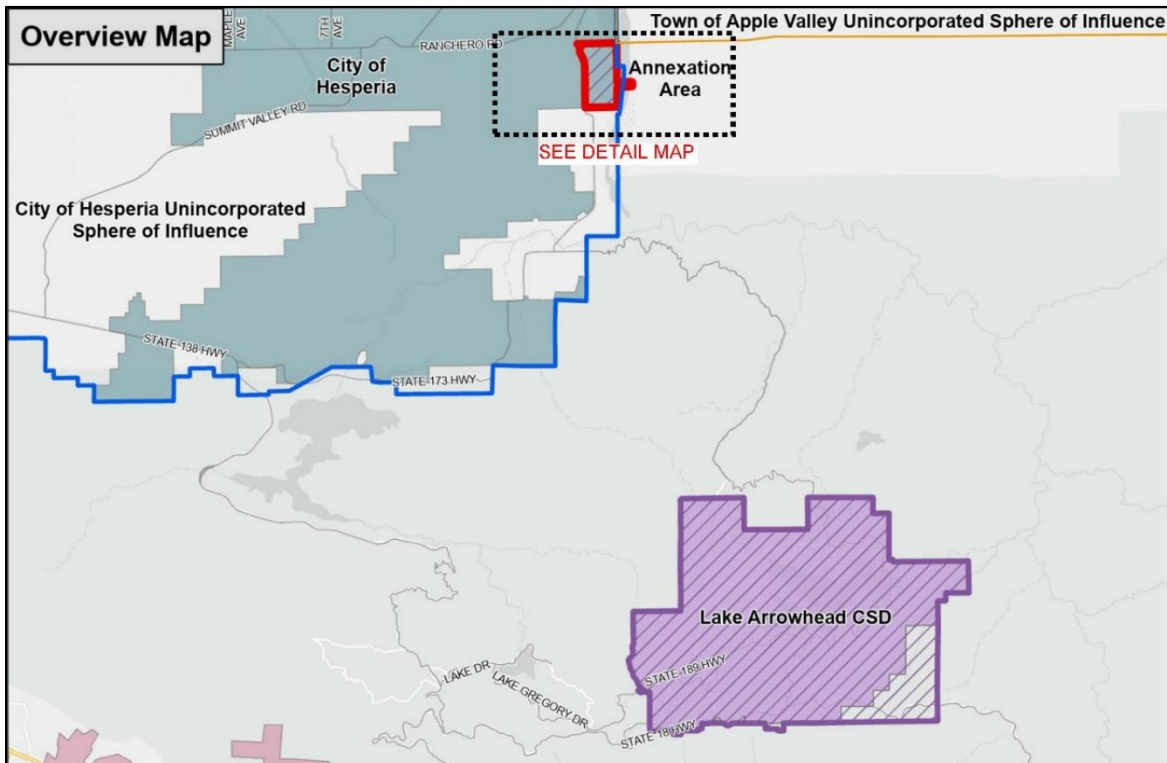 Overview Map
MAPLE
AVE
7TH
AVE
RANCHERO RD
Town of Apple Valley Unincorporated Sphere of Influence
City of
Hesperia
Annexation
Area
SUMMIT VALLEY RD
SEE DETAIL MAP
City of Hesperia Unincorporated
Sphere of Influence
STATE 138 HWY
STATE 173 HWY
Lake Arrowhead CSD
STATE 189 HWY
LAKE DR
LAKE GREGORY DR
STATE 18 HWY